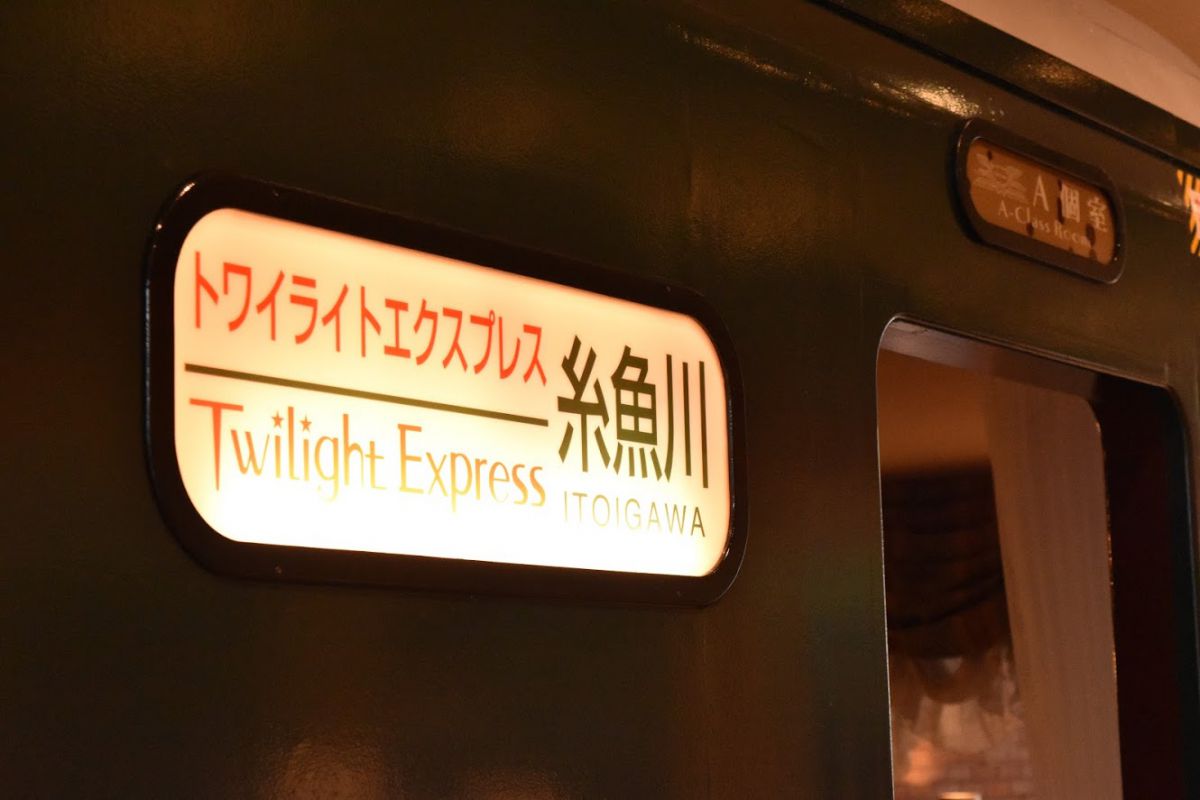 トワイライトエクスプレス
Twilight Express
糸魚川
ITOIGAWA
A個室
A-Class Room